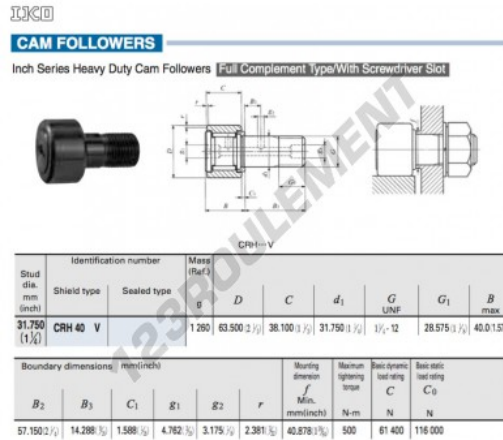 IKO
CAM FOLLOWERS
Inch Series Heavy Duty Cam Followers Full Complement Type/With Screwdriver Slot
123ROULEMENT
CRH…V
Stud dia. mm (inch)
Identification number
Shield type
Sealed type
Mass (Ref.) g
D
C
d1
G UNF
G1
B max
31.750 (1¼)
CRH 40 V
1 260
63.500
38.100
31.750
1¼- 12
28.575
40.0
Boundary dimensions mm(inch)
B2
B3
C1
g1
g2
r
Mounting dimension f Min. mm(inch)
Maximum tightening torque N-m
Basic dynamic load rating C N
Basic static load rating C0 N
57.150
14.288
1.588
4.762
3.175
2.381
40.878
500
61 400
116 000